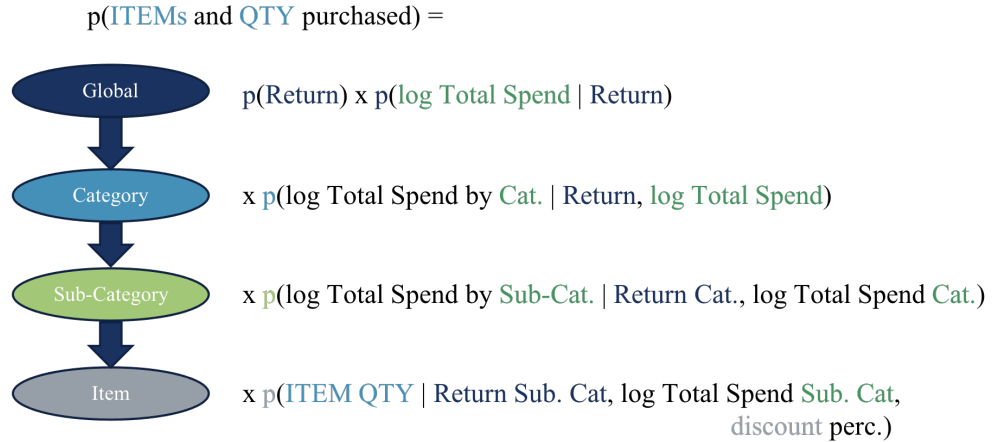 p(ITEMs and QTY purchased) =
Global
p(Return) x p(log Total Spend | Return)
Category
x p(log Total Spend by Cat. | Return, log Total Spend)
Sub-Category
x p(log Total Spend by Sub-Cat. | Return Cat., log Total Spend Cat.)
Item
x p(ITEM QTY | Return Sub. Cat, log Total Spend Sub. Cat,
discount perc.)